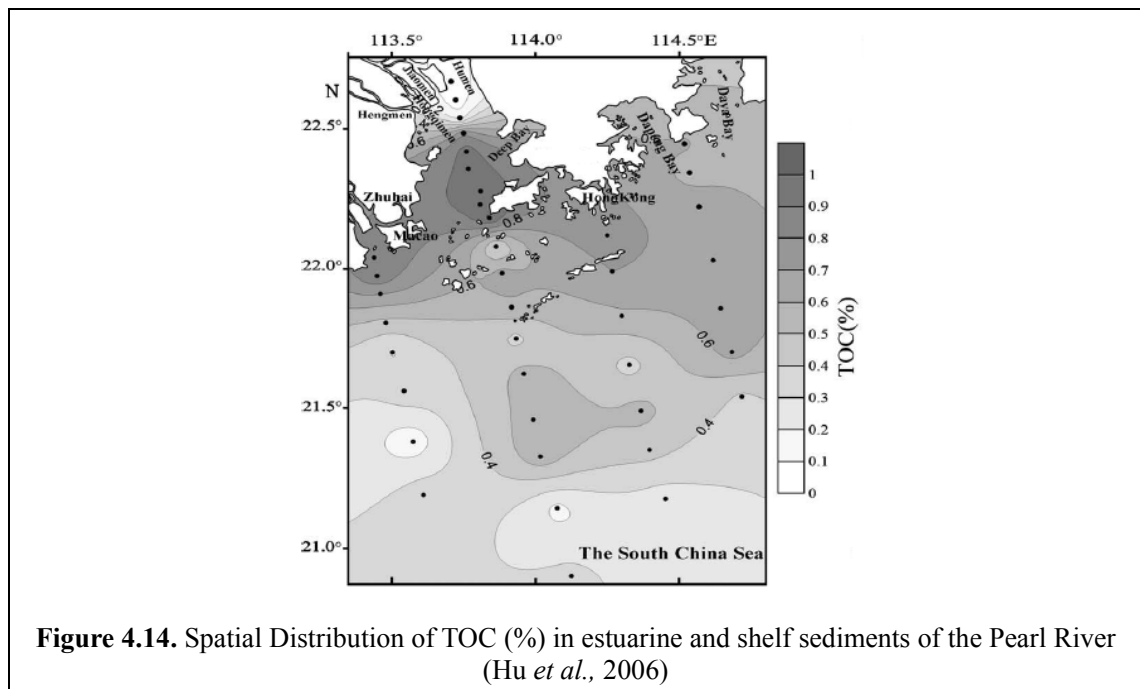 113.5° 114.0° 114.5°E
N
22.5°
22.0°
21.5°
21.0°
Humen
Jiaomen
Hengmen
Deep Bay
Dapeng Bay
Daya Bay
Zhuhai
HongKong
Macao
0.6
0.8
0.6
0.6
0.4
0.4
The South China Sea
1
0.9
0.8
0.7
0.6
0.5
0.4
0.3
0.2
0.1
0
TOC(%)
Figure 4.14. Spatial Distribution of TOC (%) in estuarine and shelf sediments of the Pearl River
(Hu et al., 2006)